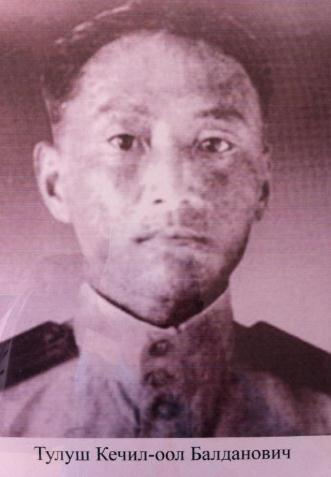 Тулуш Кечил-оол Балданович